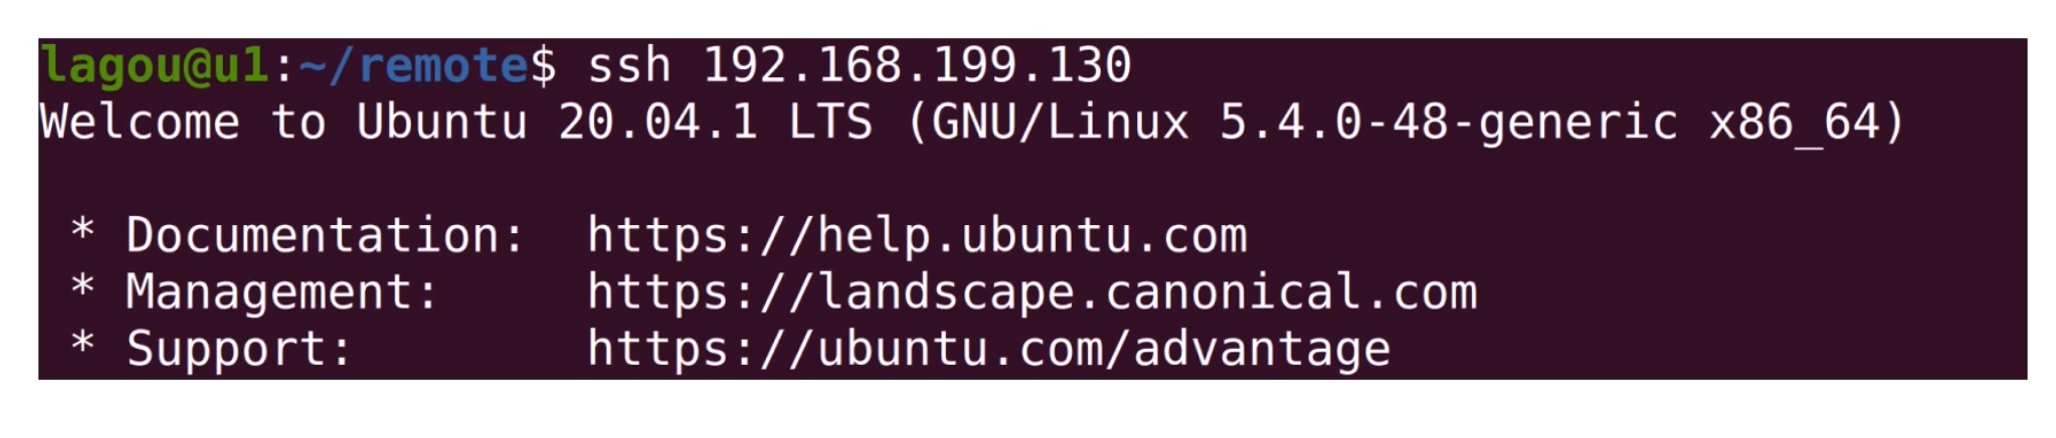 lagou@u1:~/remote$ ssh 192.168.199.130
Welcome to Ubuntu 20.04.1 LTS (GNU/Linux 5.4.0-48-generic x86_64)
* Documentation:  https://help.ubuntu.com
* Management:     https://landscape.canonical.com
* Support:        https://ubuntu.com/advantage